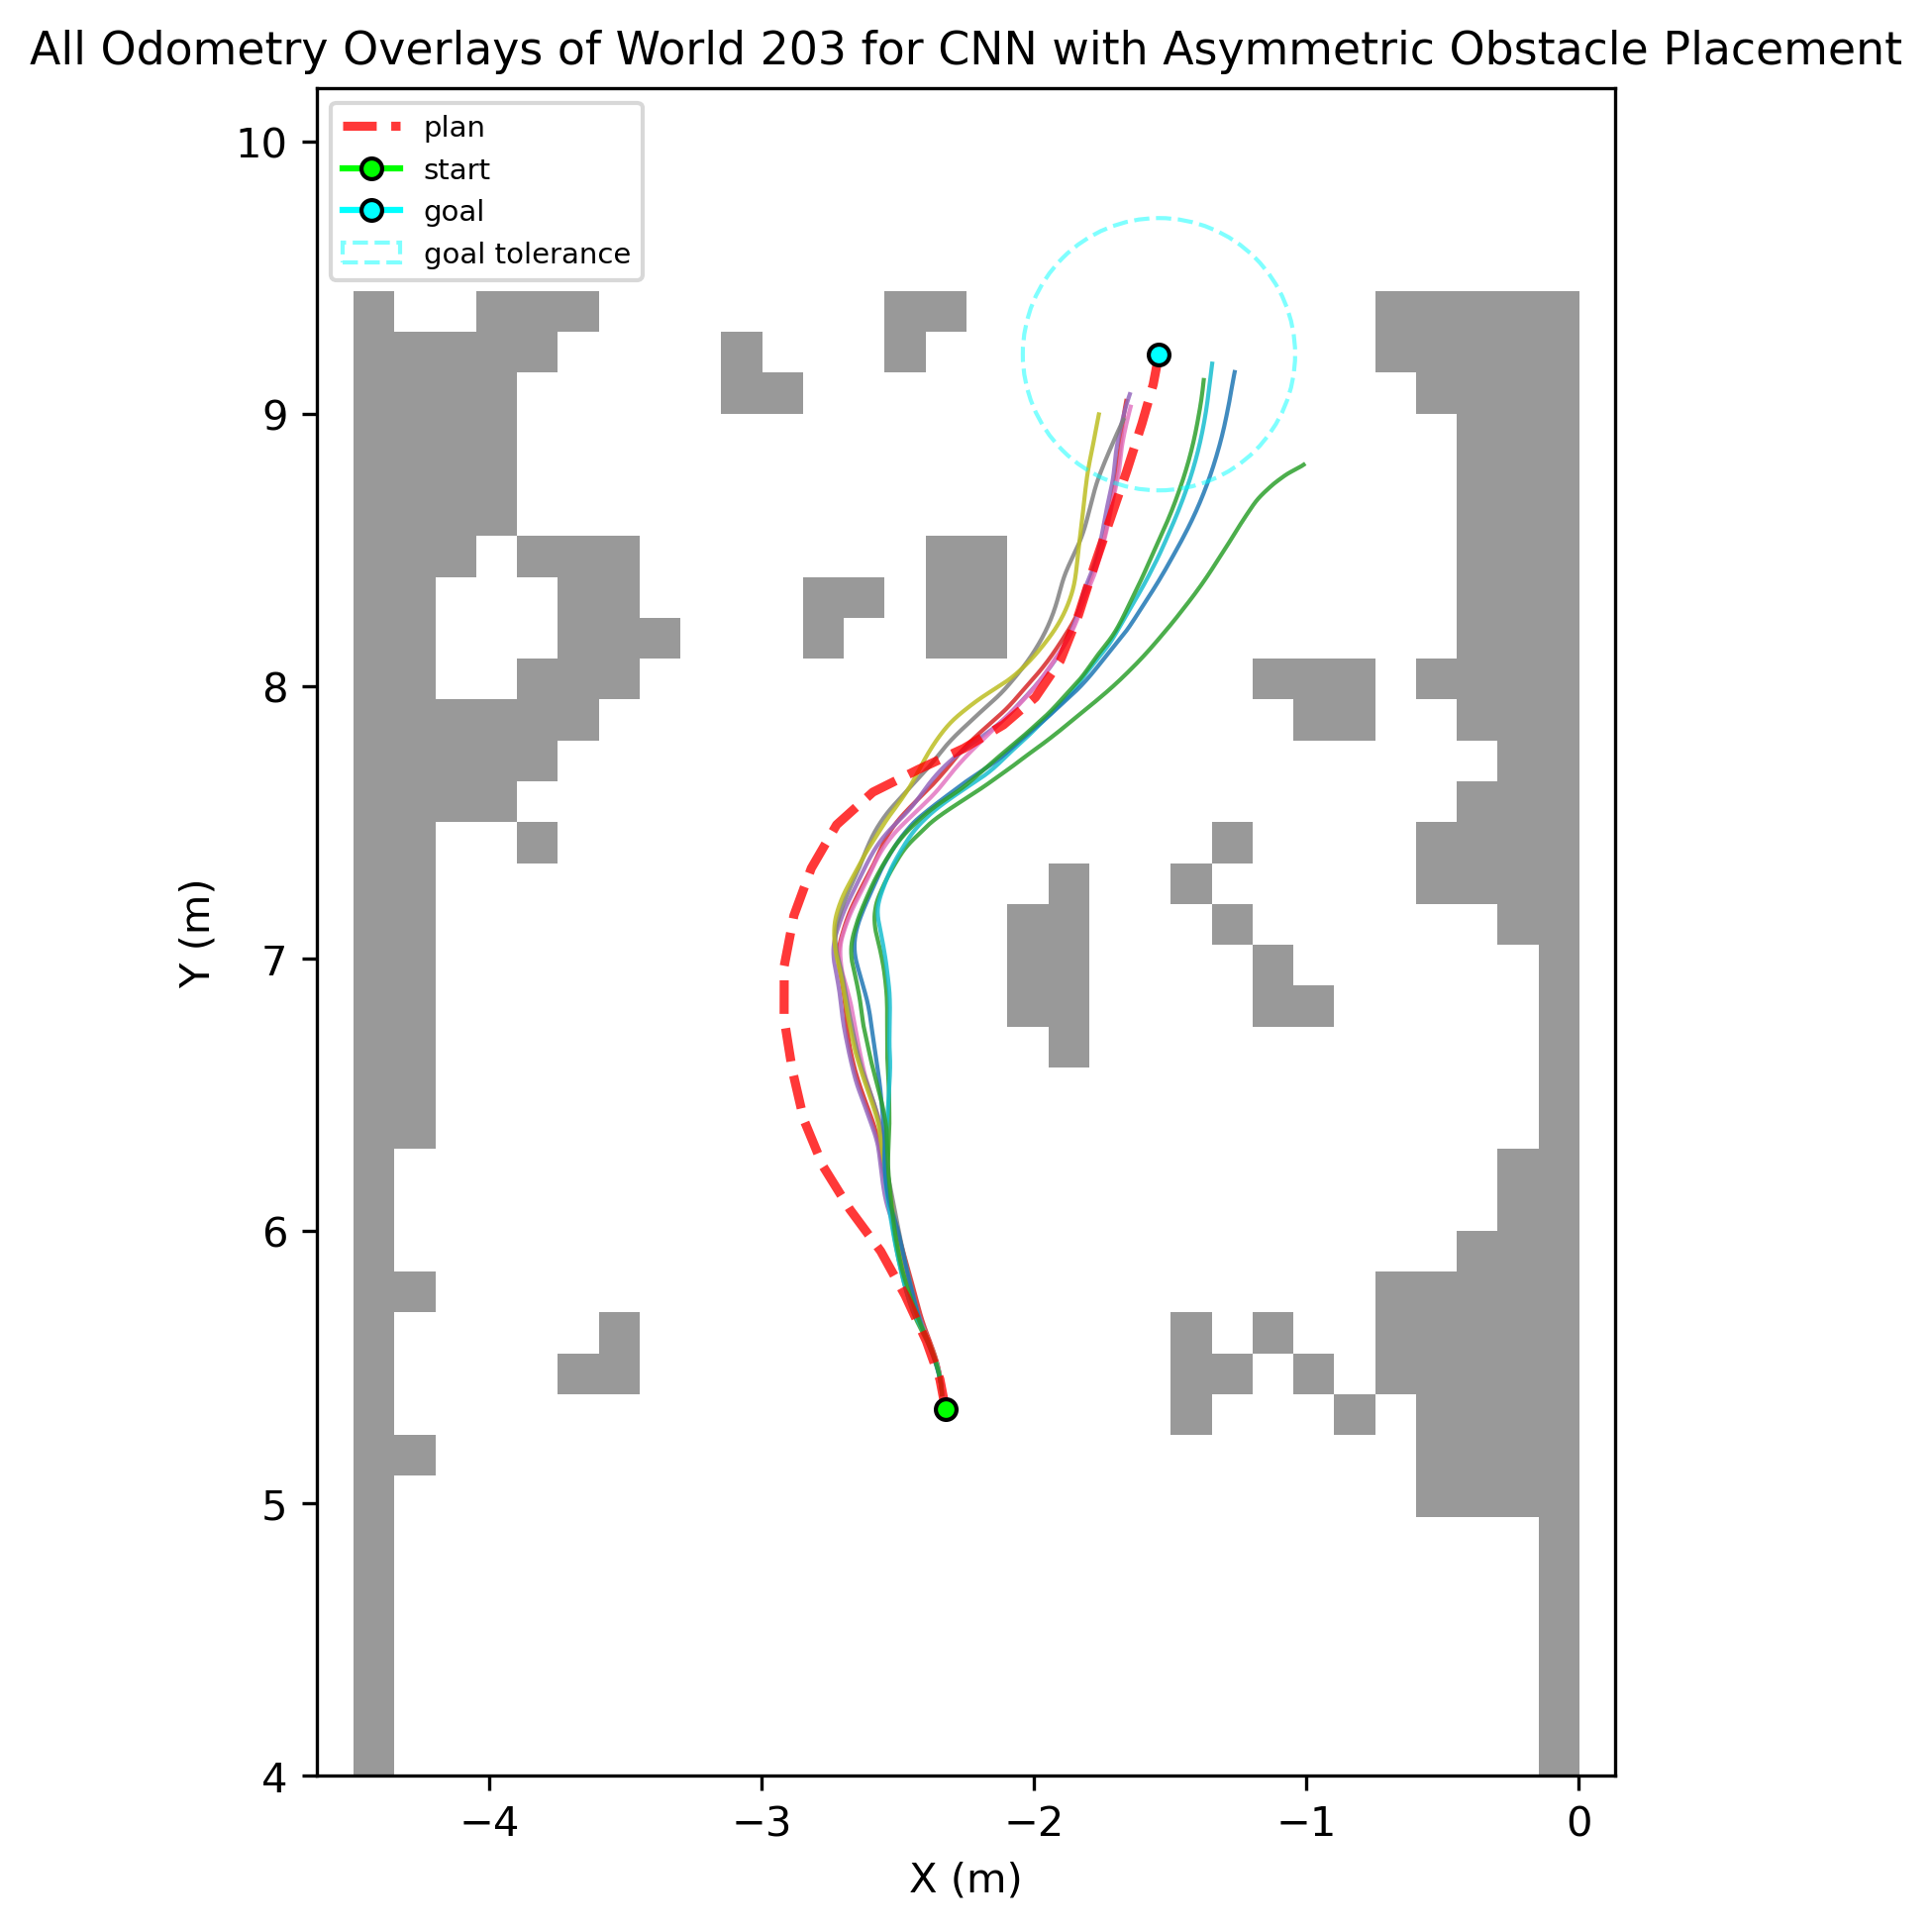 All Odometry Overlays of World 203 for CNN with Asymmetric Obstacle Placement
plan
start
goal
goal tolerance
10
9
8
7
6
5
4
Y (m)
−4
−3
−2
−1
0
X (m)